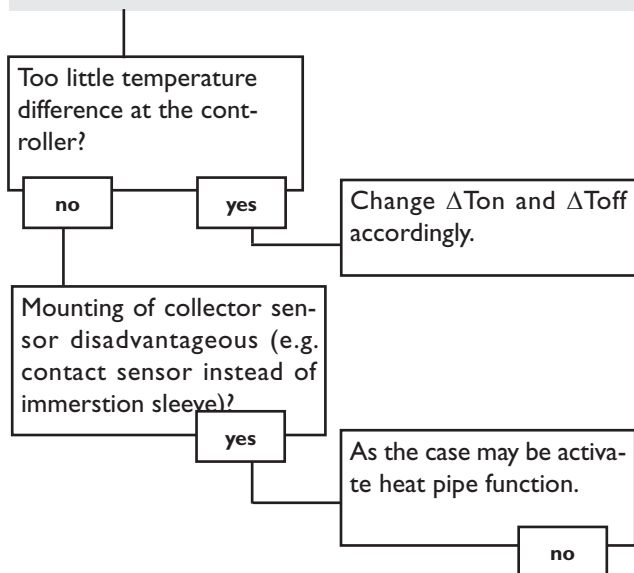 Too little temperature
difference at the cont-
roller?
no
yes
Change ΔTon and ΔToff
accordingly.
Mounting of collector sen-
sor disadvantageous (e.g.
contact sensor instead of
immerstion sleeve)?
yes
As the case may be activa-
te heat pipe function.
no